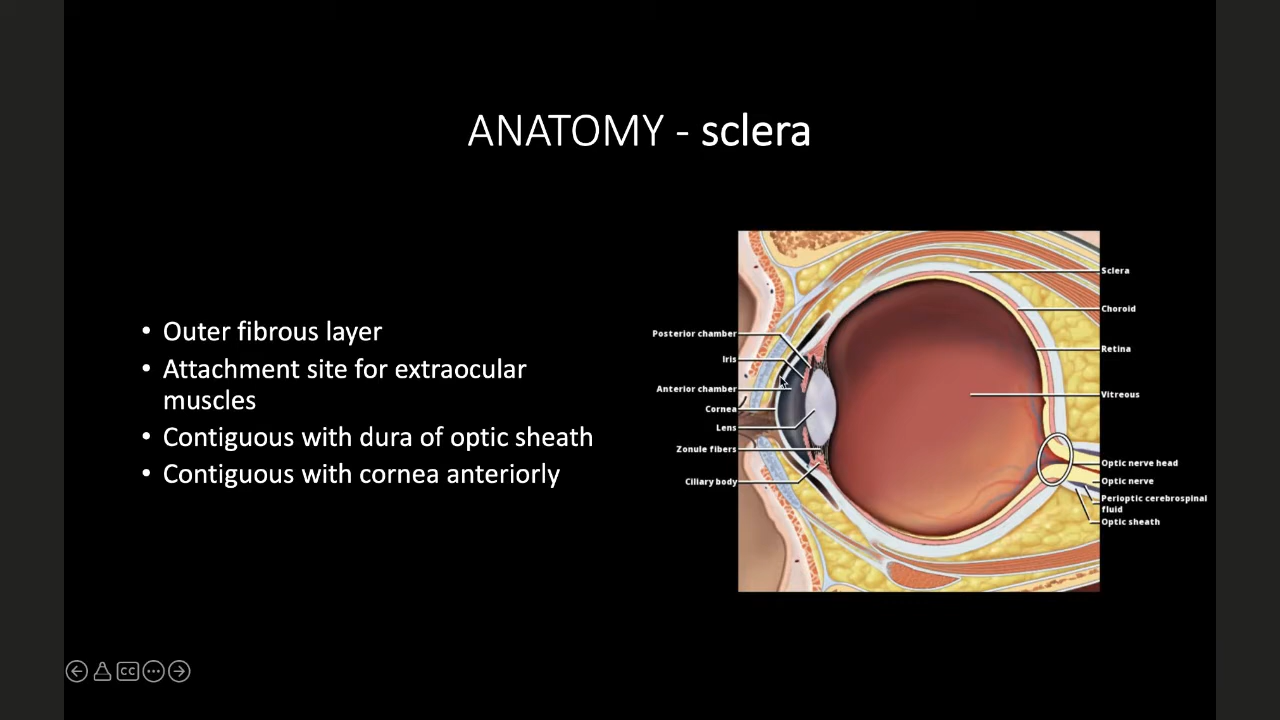 ANATOMY - sclera
• Outer fibrous layer
• Attachment site for extraocular
muscles
• Contiguous with dura of optic sheath
• Contiguous with cornea anteriorly
Posterior chamber
Iris
Anterior chamber
Cornea
Lens
Zonule fibers
Ciliary body
Sclera
Choroid
Retina
Vitreous
Optic nerve head
Optic nerve
Perioptic cerebrospinal
fluid
Optic sheath
CC